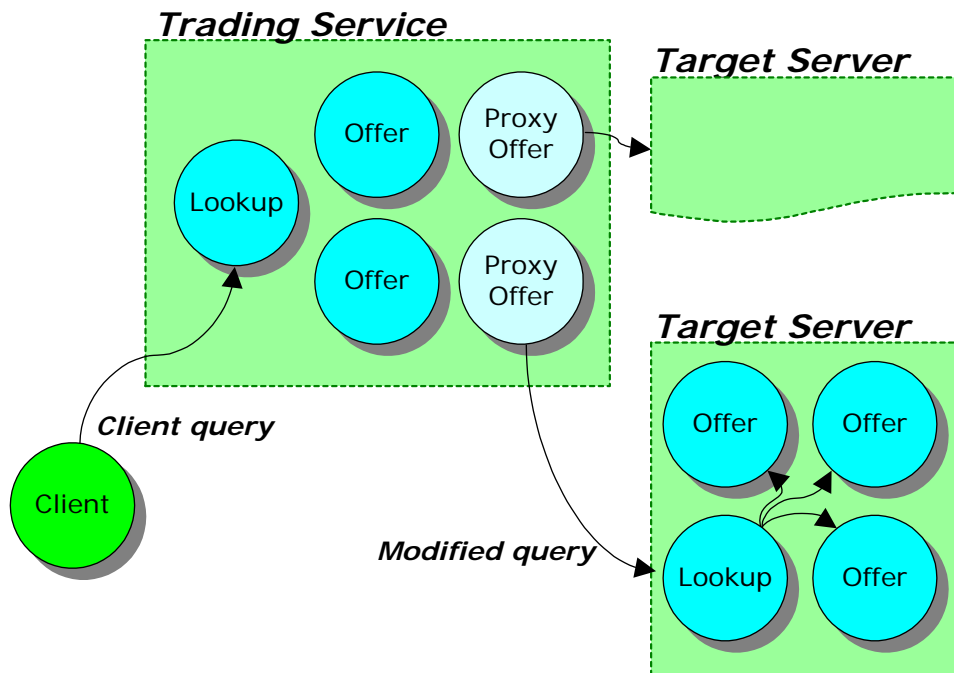 Trading Service
Target Server
Offer
Proxy
Offer
Lookup
Offer
Proxy
Offer
Target Server
Client query
Offer
Offer
Client
Modified query
Lookup
Offer